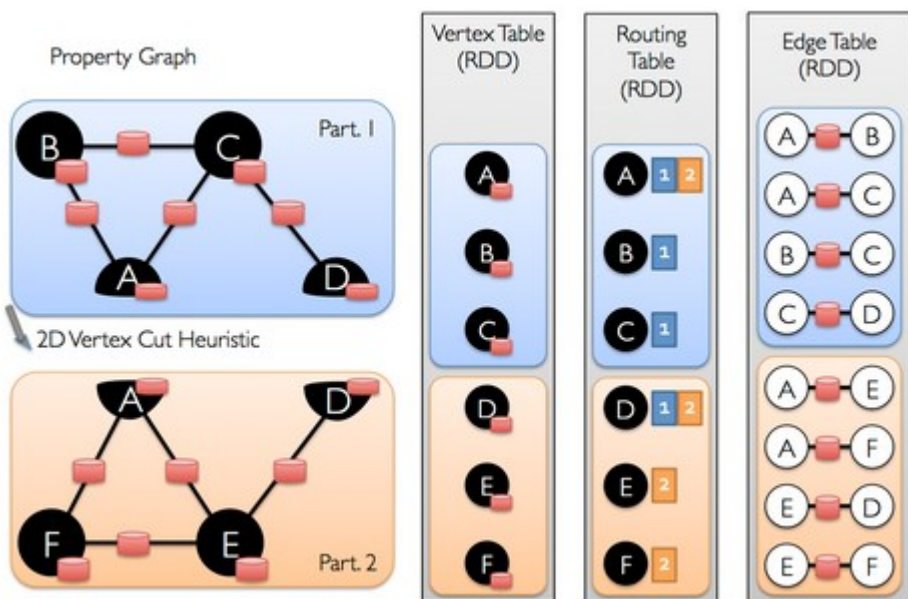 Property Graph
Part. 1
B
C
A
D
2D Vertex Cut Heuristic
A
D
F
E
Part. 2
Vertex Table
(RDD)
A
B
C
D
E
F
Routing
Table
(RDD)
A 1 2
B 1
C 1
D 1 2
E 2
F 2
Edge Table
(RDD)
A B
A C
B C
C D
A E
A F
E D
E F